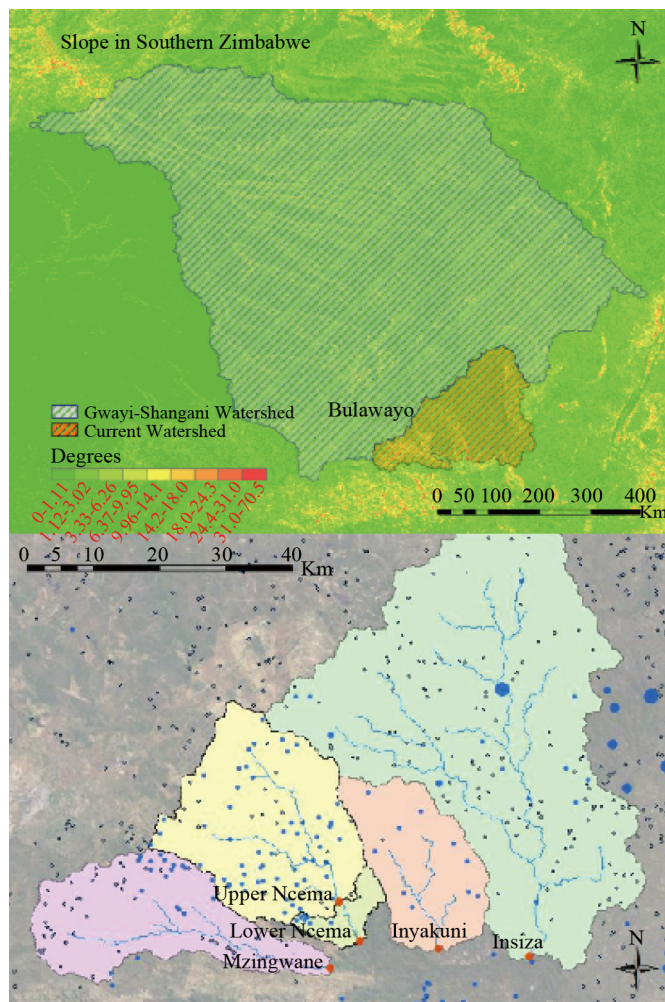 Slope in Southern Zimbabwe
N
Bulawayo
Gwayi-Shangani Watershed
Current Watershed
Degrees
0-1.11
1.12-3.02
3.33-6.26
6.37-9.95
9.96-14.1
14.2-18.0
18.0-24.3
24.4-31.0
31.0-70.5
0 50 100 200 300 400
Km
0 5 10 20 30 40
Km
Upper Ncema
Lower Ncema
Inyakuni
Insiza
Mzingwane
N